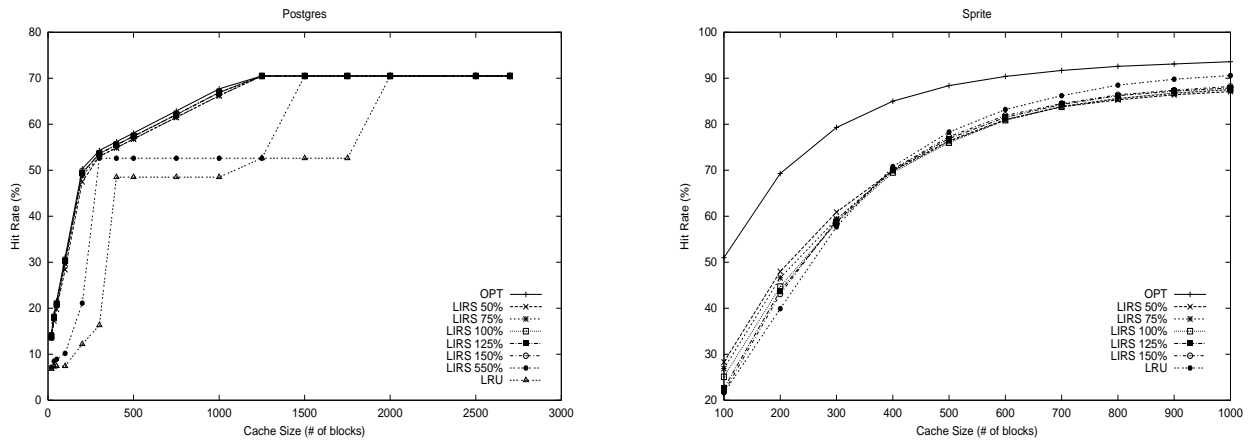 Postgres
80
70
60
50
40
30
20
10
0
0 500 1000 1500 2000 2500 3000
Hit Rate (%)
Cache Size (# of blocks)
OPT
LIRS 50%
LIRS 75%
LIRS 100%
LIRS 125%
LIRS 150%
LIRS 550%
LRU
Sprite
100
90
80
70
60
50
40
30
20
100 200 300 400 500 600 700 800 900 1000
Hit Rate (%)
Cache Size (# of blocks)
OPT
LIRS 50%
LIRS 75%
LIRS 100%
LIRS 125%
LIRS 150%
LRU